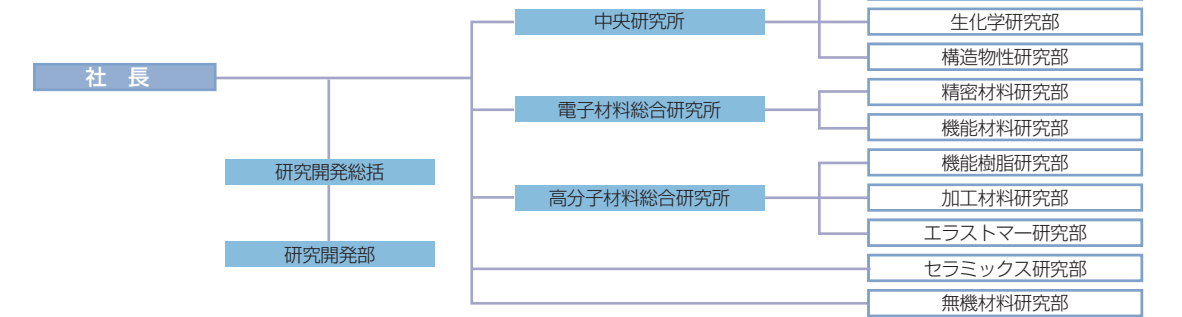 社 長
研究開発総括
研究開発部
中央研究所
生化学研究部
構造物性研究部
電子材料総合研究所
精密材料研究部
機能材料研究部
高分子材料総合研究所
機能樹脂研究部
加工材料研究部
エラストマー研究部
セラミックス研究部
無機材料研究部